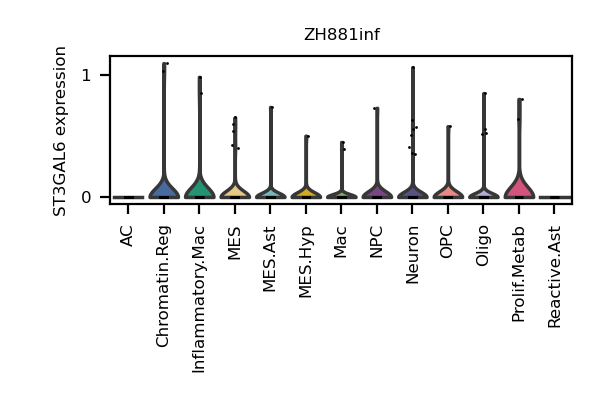 ZH881inf
ST3GAL6 expression
1
0
AC
Chromatin.Reg
Inflammatory.Mac
MES
MES.Ast
MES.Hyp
Mac
NPC
Neuron
OPC
Oligo
Prolif.Metab
Reactive.Ast